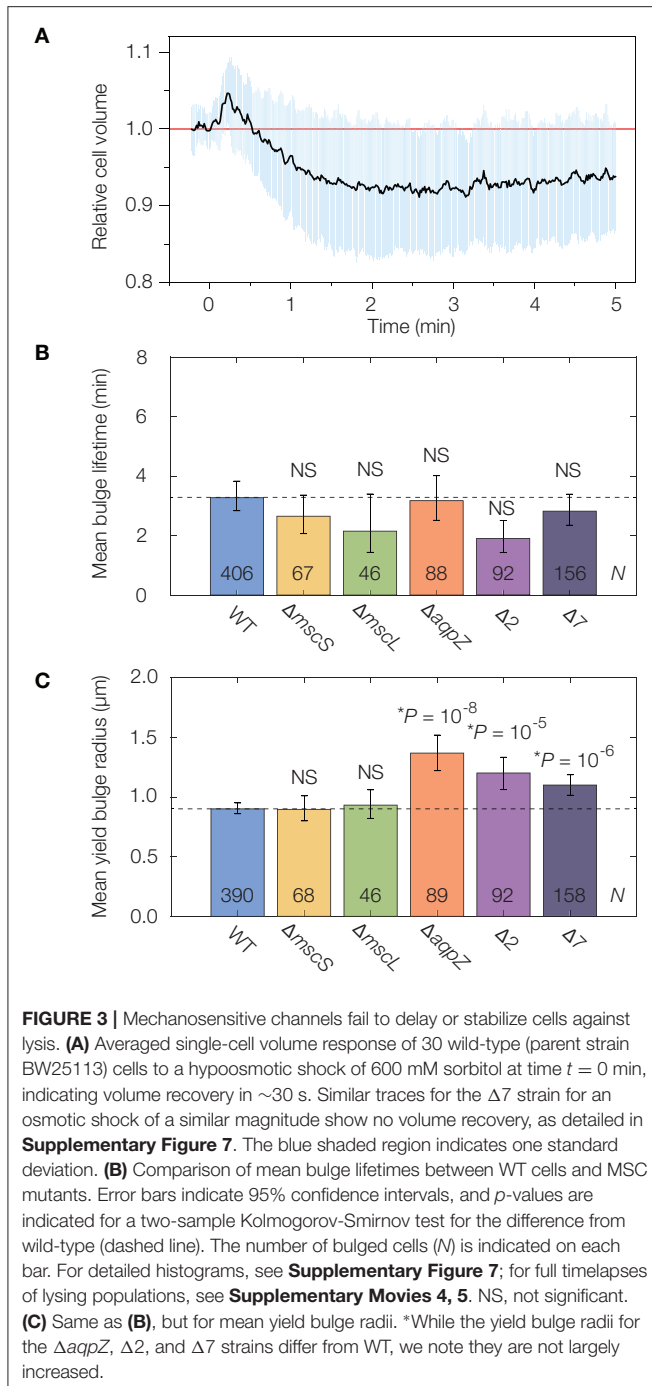 A
1.1
1.0
0.9
0.8
Relative cell volume
0 1 2 3 4 5
Time (min)
B
8
6
4
2
0
Mean bulge lifetime (min)
NS NS NS NS NS
406 67 46 88 92 156 N
WT ΔmscS ΔmscL ΔaqpZ Δ2 Δ7
C
2.0
1.5
1.0
0.5
0.0
Mean yield bulge radius (μm)
NS NS *P = 10⁻⁸ *P = 10⁻⁵ *P = 10⁻⁶
390 68 46 89 92 158 N
WT ΔmscS ΔmscL ΔaqpZ Δ2 Δ7
FIGURE 3 | Mechanosensitive channels fail to delay or stabilize cells against
lysis. (A) Averaged single-cell volume response of 30 wild-type (parent strain
BW25113) cells to a hypoosmotic shock of 600 mM sorbitol at time t = 0 min,
indicating volume recovery in ~30 s. Similar traces for the Δ7 strain for an
osmotic shock of a similar magnitude show no volume recovery, as detailed in
Supplementary Figure 7. The blue shaded region indicates one standard
deviation. (B) Comparison of mean bulge lifetimes between WT cells and MSC
mutants. Error bars indicate 95% confidence intervals, and p-values are
indicated for a two-sample Kolmogorov-Smirnov test for the difference from
wild-type (dashed line). The number of bulged cells (N) is indicated on each
bar. For detailed histograms, see Supplementary Figure 7; for full timelapses
of lysing populations, see Supplementary Movies 4, 5. NS, not significant.
(C) Same as (B), but for mean yield bulge radii. *While the yield bulge radii for
the ΔaqpZ, Δ2, and Δ7 strains differ from WT, we note they are not largely
increased.